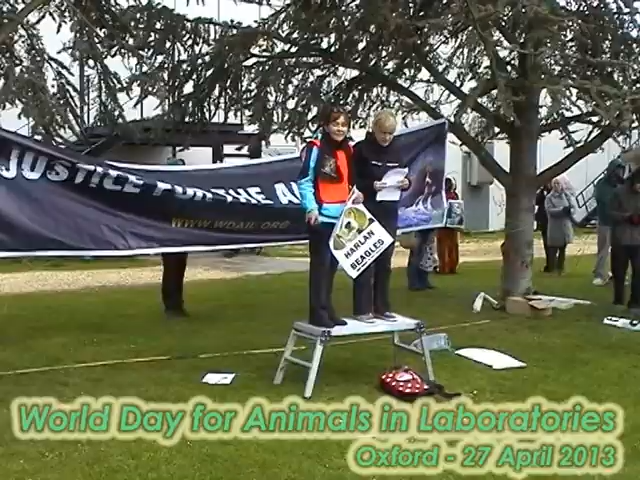 JUSTICE FOR THE
WWW.WDAIL.ORG
HARLAN
BEAGLES
World Day for Animals in Laboratories
Oxford - 27 April 2013